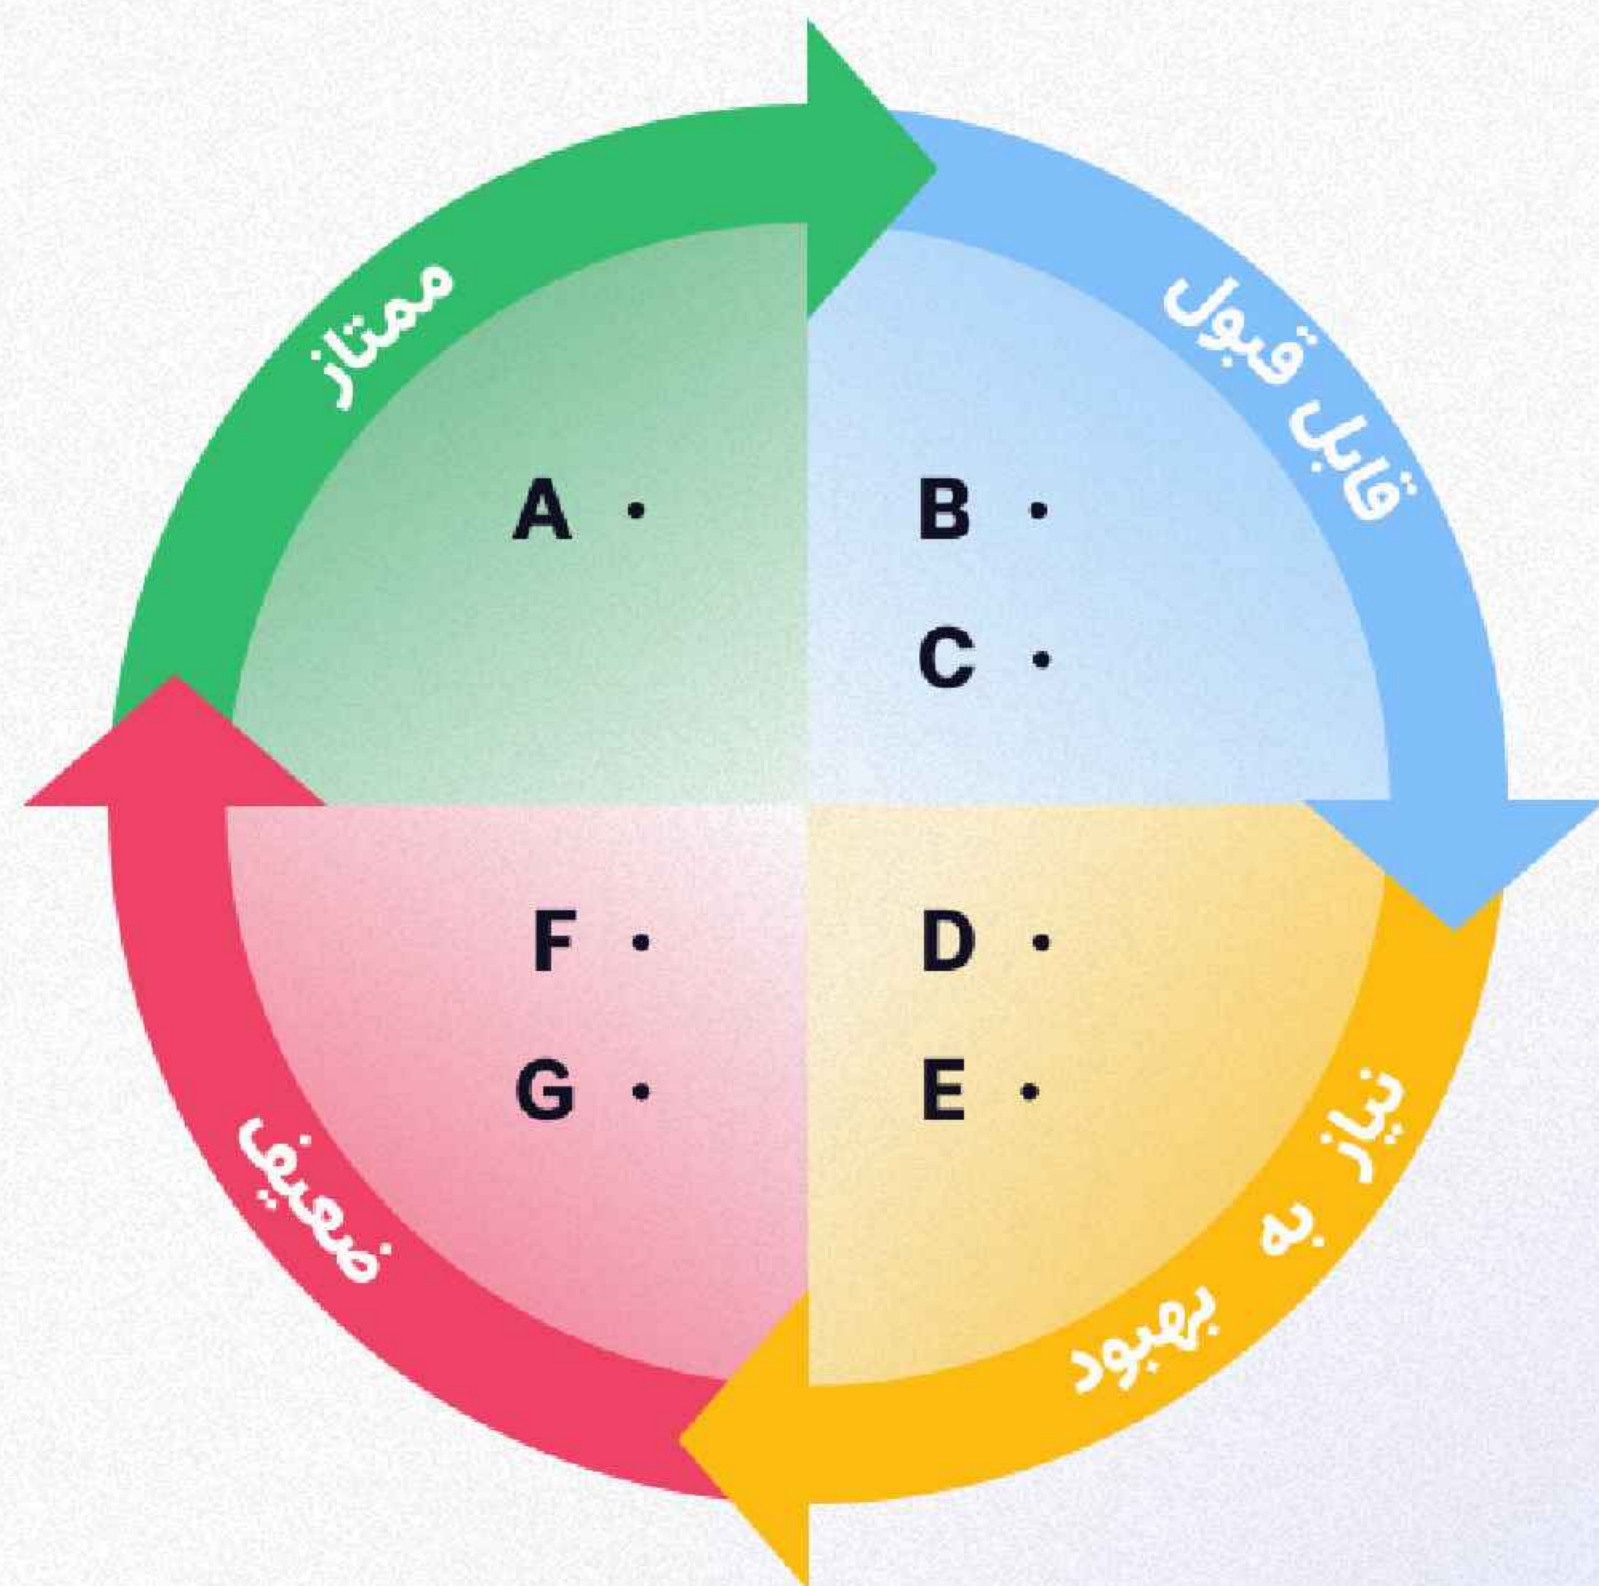 ممتاز
A •
قابل قبول
B •
C •
نیاز به بهبود
D •
E •
ضعیف
F •
G •